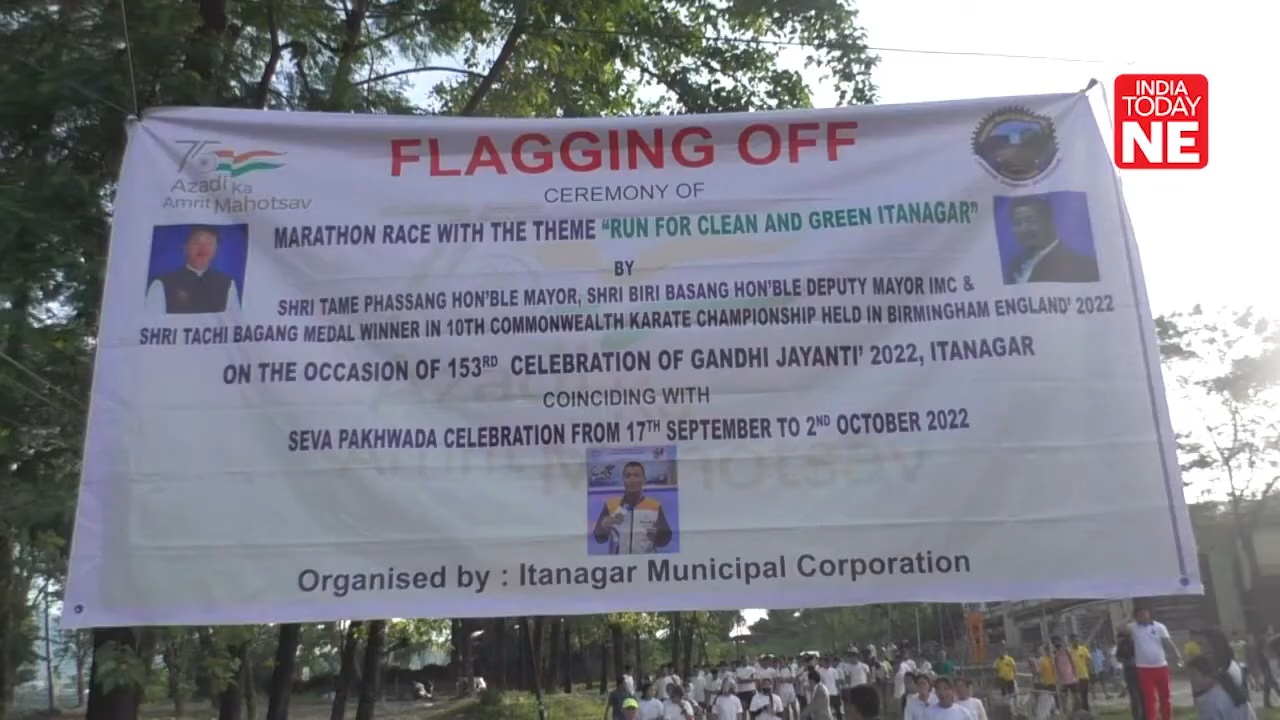 INDIA
TODAY
NE
75
Azadi Ka
Amrit Mahotsav
FLAGGING OFF
CEREMONY OF
MARATHON RACE WITH THE THEME “RUN FOR CLEAN AND GREEN ITANAGAR”
BY
SHRI TAME PHASSANG HON'BLE MAYOR, SHRI BIRI BASANG HON'BLE DEPUTY MAYOR IMC &
SHRI TACHI BAGANG MEDAL WINNER IN 10TH COMMONWEALTH KARATE CHAMPIONSHIP HELD IN BIRMINGHAM ENGLAND' 2022
ON THE OCCASION OF 153RD CELEBRATION OF GANDHI JAYANTI' 2022, ITANAGAR
COINCIDING WITH
SEVA PAKHWADA CELEBRATION FROM 17TH SEPTEMBER TO 2ND OCTOBER 2022
Organised by : Itanagar Municipal Corporation